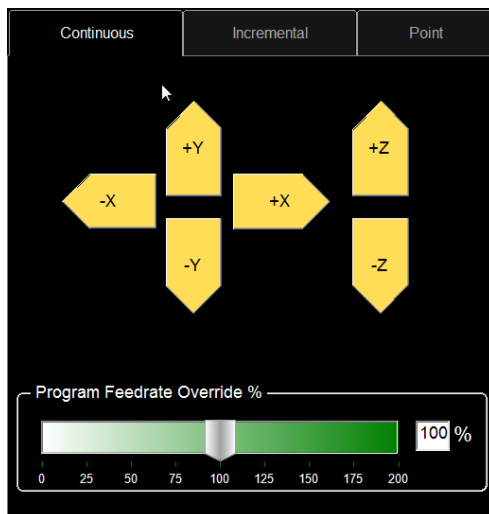 Continuous Incremental Point
+Y +Z
-X +X
-Y -Z
Program Feedrate Override %
100 %
0 25 50 75 100 125 150 175 200